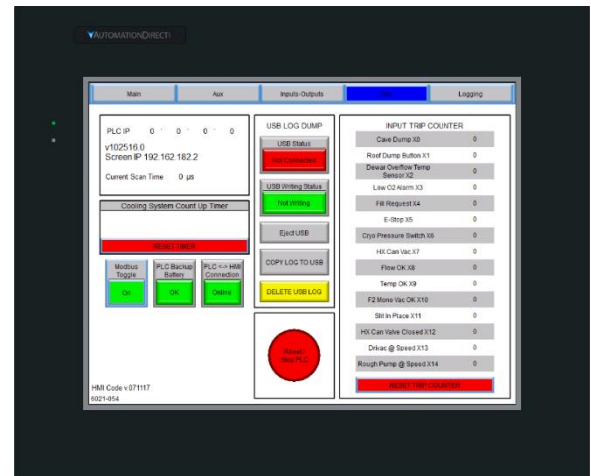 AUTOMATIONDIRECT
Main
Aux
Inputs-Outputs
Logging
PLC IP 0 0 0 0
v102516.0
Screen IP 192.162 182.2
Current Scan Time 0 µs
Cooling System Count Up Timer
RESET TIMER
Modbus
Toggle
On
PLC Backup
Battery
OK
PLC <-> HMI
Connection
Online
HMI Code v.071117
6021-054
USB LOG DUMP
USB Status
Not Connected
USB Writing Status
Not Writing
Eject USB
COPY LOG TO USB
DELETE USB LOG
Reset /
Stop PLC
INPUT TRIP COUNTER
Cave Dump X0 0
Roof Dump Button X1 0
Dewar Overflow Temp
Sensor X2 0
Low O2 Alarm X3 0
Fill Request X4 0
E-Stop X5 0
Cryo Pressure Switch X6 0
HX Can Vac X7 0
Flow OK X8 0
Temp OK X9 0
F2 Mono Vac OK X10 0
Slit In Place X11 0
HX Can Valve Closed X12 0
Drivac @ Speed X13 0
Rough Pump @ Speed X14 0
RESET TRIP COUNTER